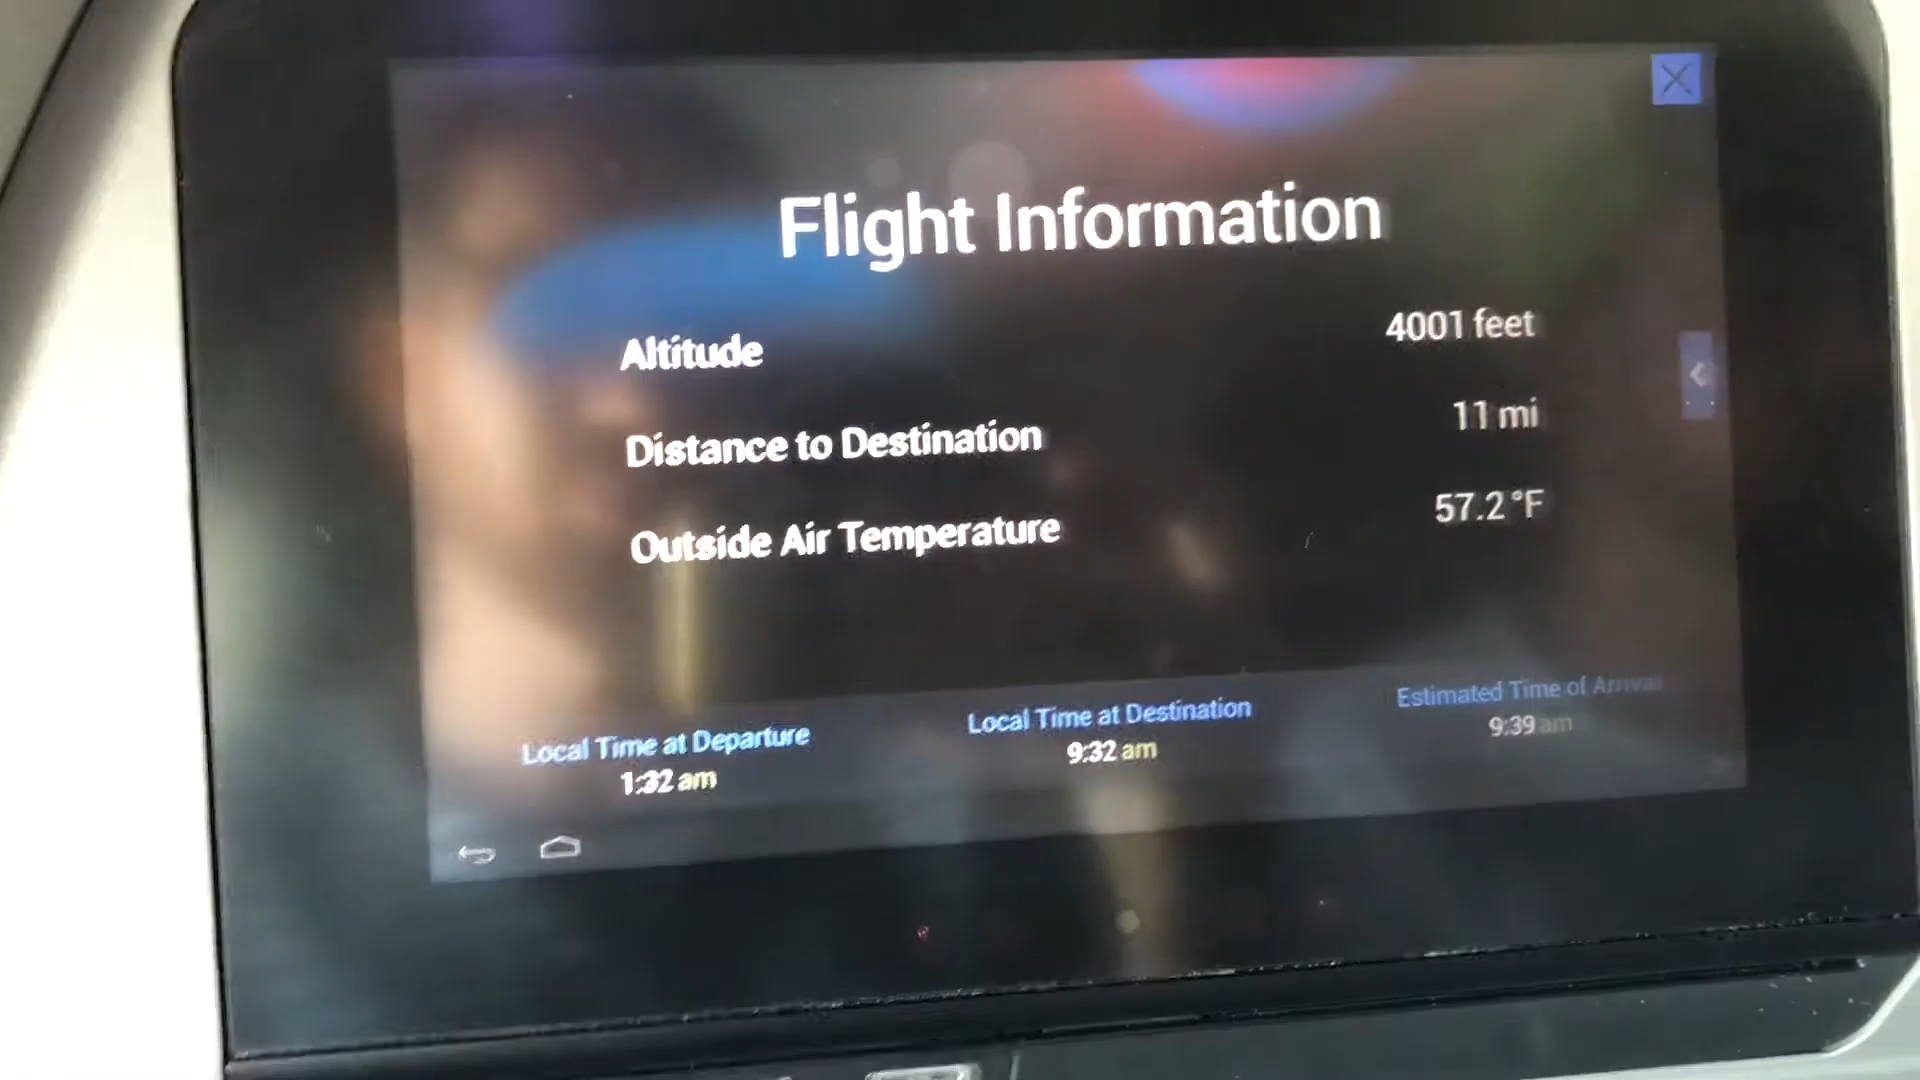 Flight Information
Altitude 4001 feet
Distance to Destination 11 mi
Outside Air Temperature 57.2 °F
Local Time at Departure
1:32 am
Local Time at Destination
9:32 am
Estimated Time of Arrival
9:39 am